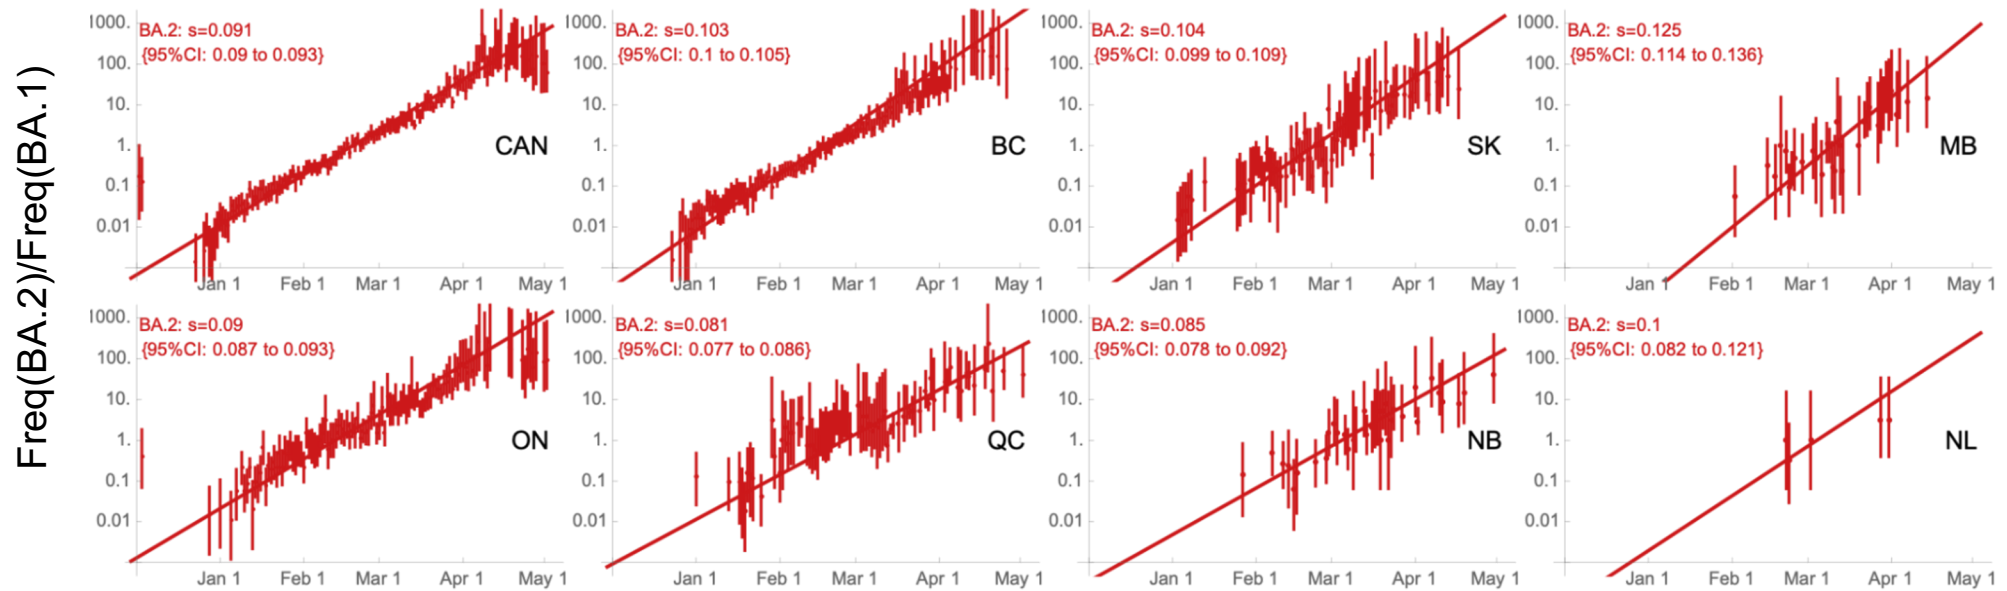 Freq(BA.2)/Freq(BA.1)
1000.
100.
10.
1.
0.1
0.01
BA.2: s=0.091
{95%CI: 0.09 to 0.093}
CAN
Jan 1 Feb 1 Mar 1 Apr 1 May 1
1000.
100.
10.
1.
0.1
0.01
BA.2: s=0.103
{95%CI: 0.1 to 0.105}
BC
Jan 1 Feb 1 Mar 1 Apr 1 May 1
1000.
100.
10.
1.
0.1
0.01
BA.2: s=0.104
{95%CI: 0.099 to 0.109}
SK
Jan 1 Feb 1 Mar 1 Apr 1 May 1
1000.
100.
10.
1.
0.1
0.01
BA.2: s=0.125
{95%CI: 0.114 to 0.136}
MB
Jan 1 Feb 1 Mar 1 Apr 1 May 1
1000.
100.
10.
1.
0.1
0.01
BA.2: s=0.09
{95%CI: 0.087 to 0.093}
ON
Jan 1 Feb 1 Mar 1 Apr 1 May 1
1000.
100.
10.
1.
0.1
0.01
BA.2: s=0.081
{95%CI: 0.077 to 0.086}
QC
Jan 1 Feb 1 Mar 1 Apr 1 May 1
1000.
100.
10.
1.
0.1
0.01
BA.2: s=0.085
{95%CI: 0.078 to 0.092}
NB
Jan 1 Feb 1 Mar 1 Apr 1 May 1
1000.
100.
10.
1.
0.1
0.01
BA.2: s=0.1
{95%CI: 0.082 to 0.121}
NL
Jan 1 Feb 1 Mar 1 Apr 1 May 1